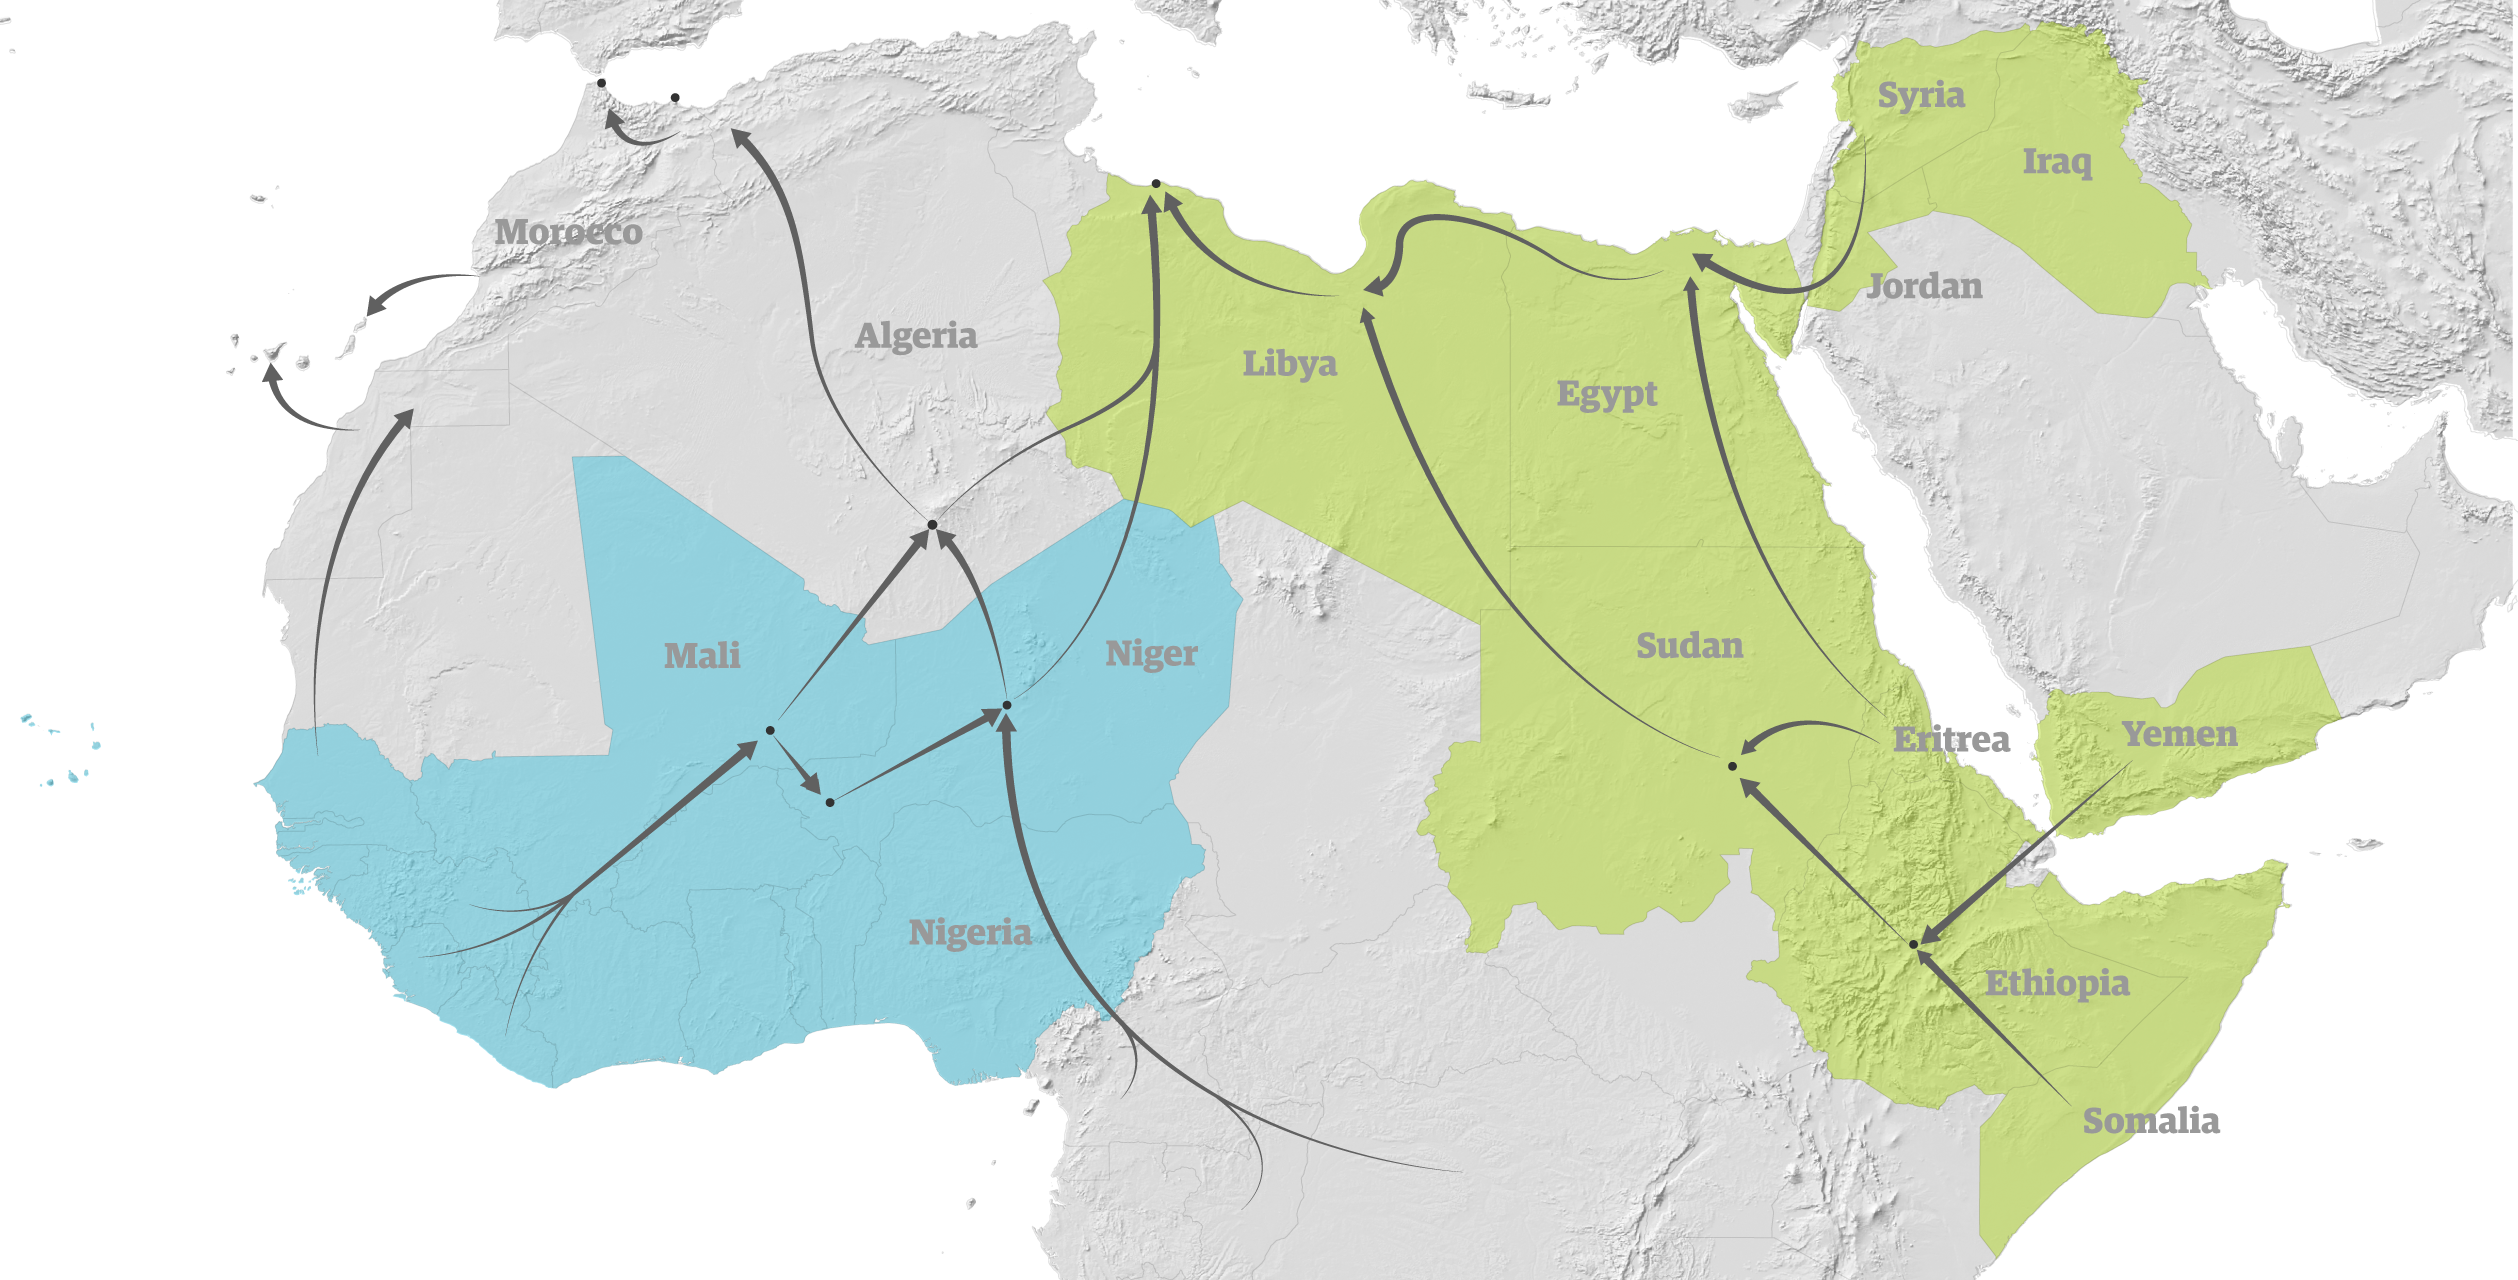 Syria
Iraq
Morocco
Jordan
Algeria
Libya
Egypt
Mali
Niger
Sudan
Eritrea
Yemen
Nigeria
Ethiopia
Somalia